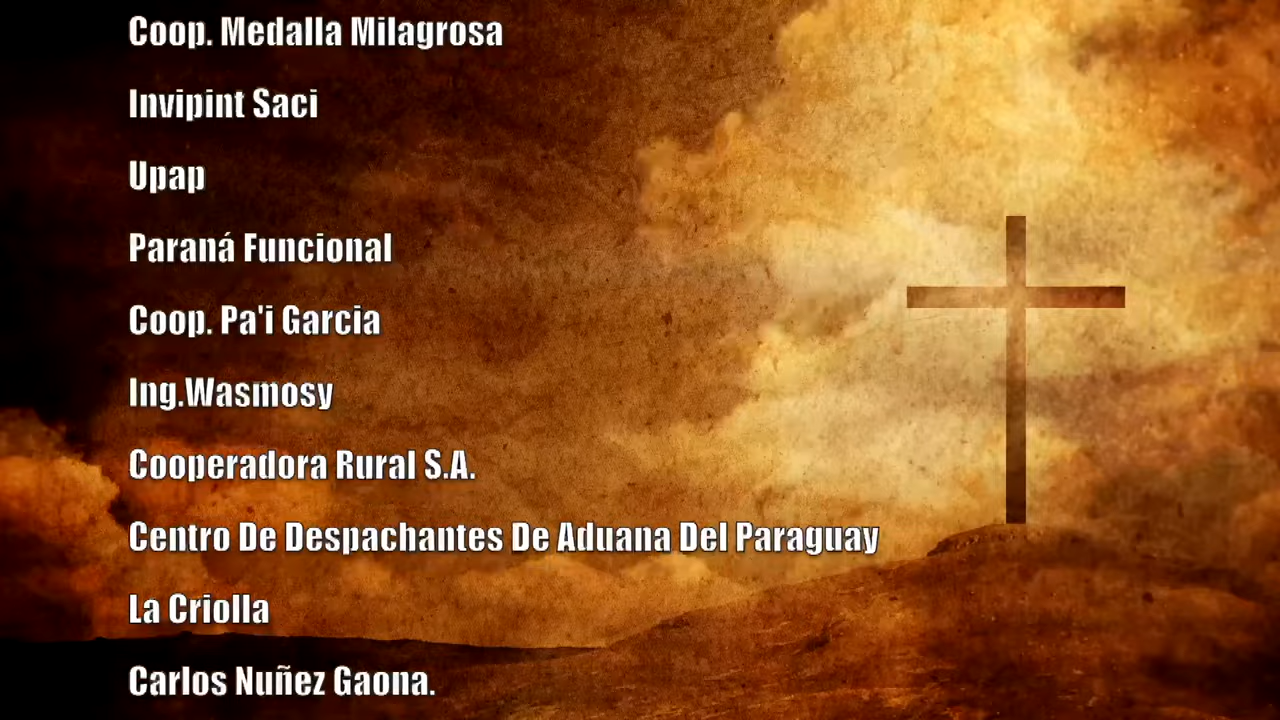 Coop. Medalla Milagrosa
Invipint Saci
Upap
Paraná Funcional
Coop. Pa'i Garcia
Ing.Wasmosy
Cooperadora Rural S.A.
Centro De Despachantes De Aduana Del Paraguay
La Criolla
Carlos Nuñez Gaona.